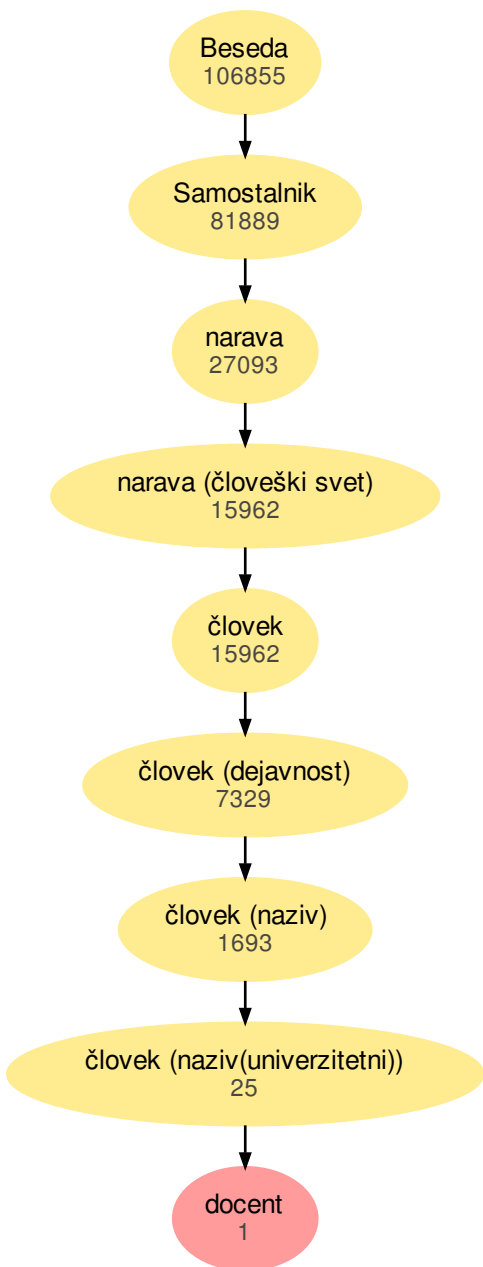 Beseda
106855
Samostalnik
81889
narava
27093
narava (človeški svet)
15962
človek
15962
človek (dejavnost)
7329
človek (naziv)
1693
človek (naziv(univerzitetni))
25
docent
1